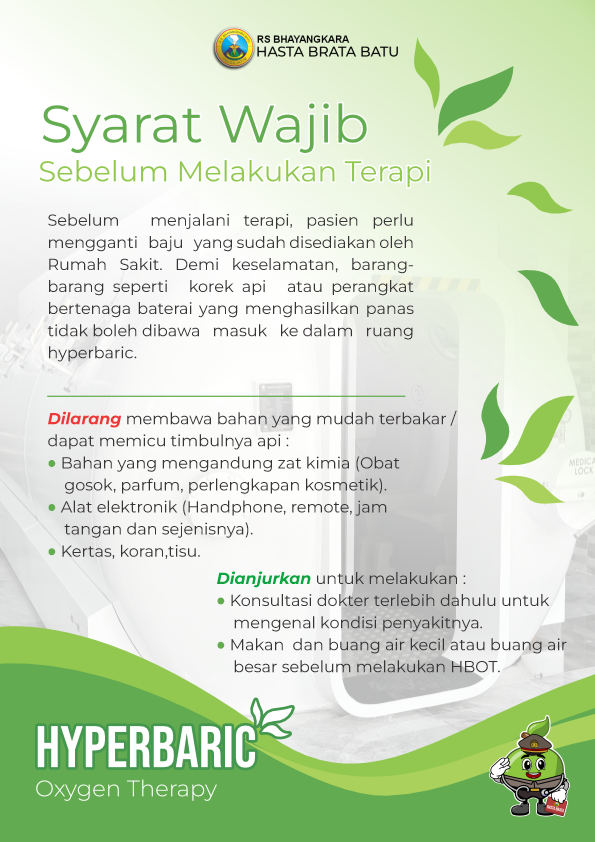 RS BHAYANGKARA
HASTA BRATA BATU
Syarat Wajib
Sebelum Melakukan Terapi
Sebelum menjalani terapi, pasien perlu
mengganti baju yang sudah disediakan oleh
Rumah Sakit. Demi keselamatan, barang-
barang seperti korek api atau perangkat
bertenaga baterai yang menghasilkan panas
tidak boleh dibawa masuk ke dalam ruang
hyperbaric.
Dilarang membawa bahan yang mudah terbakar /
dapat memicu timbulnya api :
● Bahan yang mengandung zat kimia (Obat
gosok, parfum, perlengkapan kosmetik).
● Alat elektronik (Handphone, remote, jam
tangan dan sejenisnya).
● Kertas, koran,tisu.
MEDICA
LOCK
Dianjurkan untuk melakukan :
● Konsultasi dokter terlebih dahulu untuk
mengenal kondisi penyakitnya.
● Makan dan buang air kecil atau buang air
besar sebelum melakukan HBOT.
HYPERBARIC
Oxygen Therapy